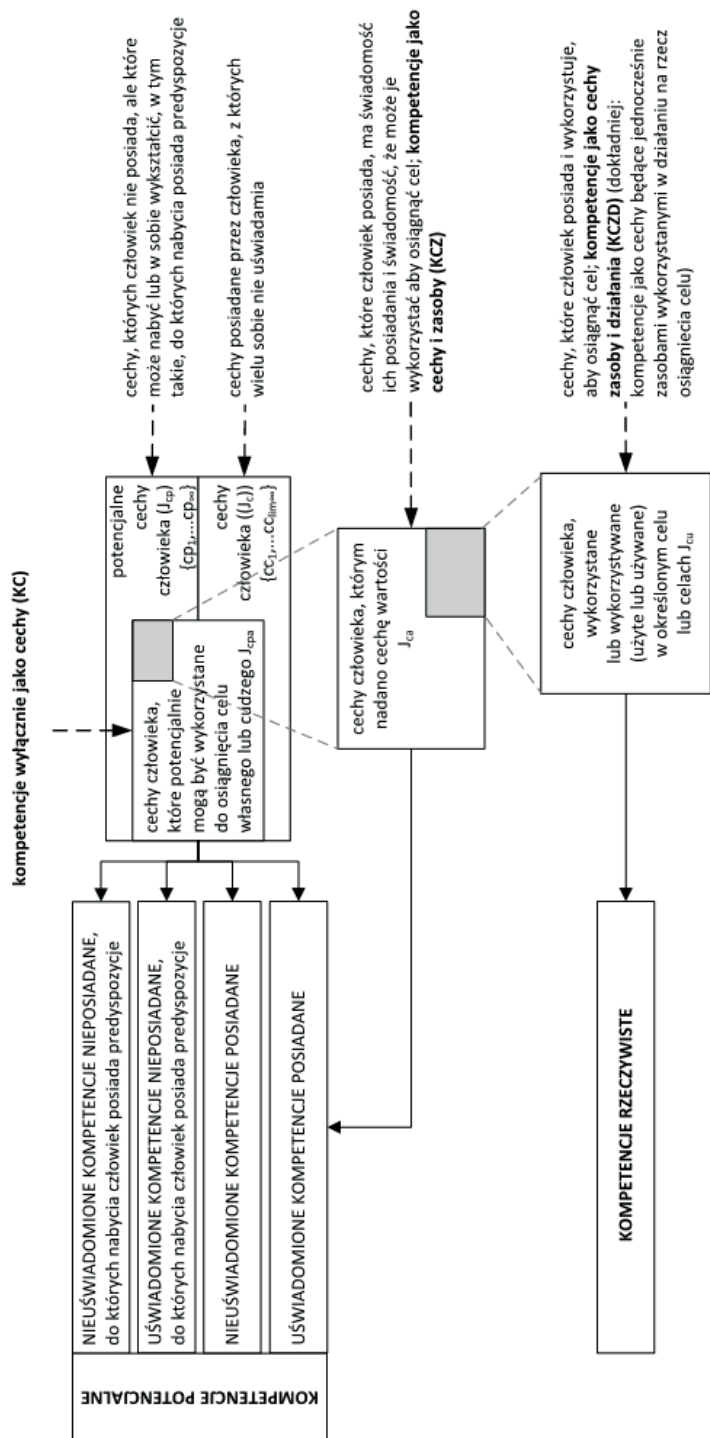 kompetencje wyłącznie jako cechy (KC)
KOMPETENCJE POTENCJALNE
NIEUŚWIADOMIONE KOMPETENCJE NIEPOSIADANE,
do których nabycia człowiek posiada predyspozycje
UŚWIADOMIONE KOMPETENCJE NIEPOSIADANE,
do których nabycia człowiek posiada predyspozycje
NIEUŚWIADOMIONE KOMPETENCJE POSIADANE
UŚWIADOMIONE KOMPETENCJE POSIADANE
cechy człowieka,
które potencjalnie
mogą być wykorzystane
do osiągnięcia celu
własnego lub cudzego J_cpa
potencjalne
cechy
człowieka (J_cp)
{cp₁,...cp∞}
cechy
człowieka ((J_c))
{cc₁,...cc_lim∞}
cechy, których człowiek nie posiada, ale które
może nabyć lub w sobie wykształcić, w tym
takie, do których nabycia posiada predyspozycje
cechy posiadane przez człowieka, z których
wielu sobie nie uświadamia
cechy człowieka, którym
nadano cechę wartości
J_ca
cechy, które człowiek posiada, ma świadomość
ich posiadania i świadomość, że może je
wykorzystać aby osiągnąć cel; kompetencje jako
cechy i zasoby (KCZ)
KOMPETENCJE RZECZYWISTE
cechy człowieka,
wykorzystane
lub wykorzystywane
(użyte lub używane)
w określonym celu
lub celach J_cu
cechy, które człowiek posiada i wykorzystuje,
aby osiągnąć cel; kompetencje jako cechy
zasoby i działania (KCZD) (dokładniej:
kompetencje jako cechy będące jednocześnie
zasobami wykorzystanymi w działaniu na rzecz
osiągniecia celu)